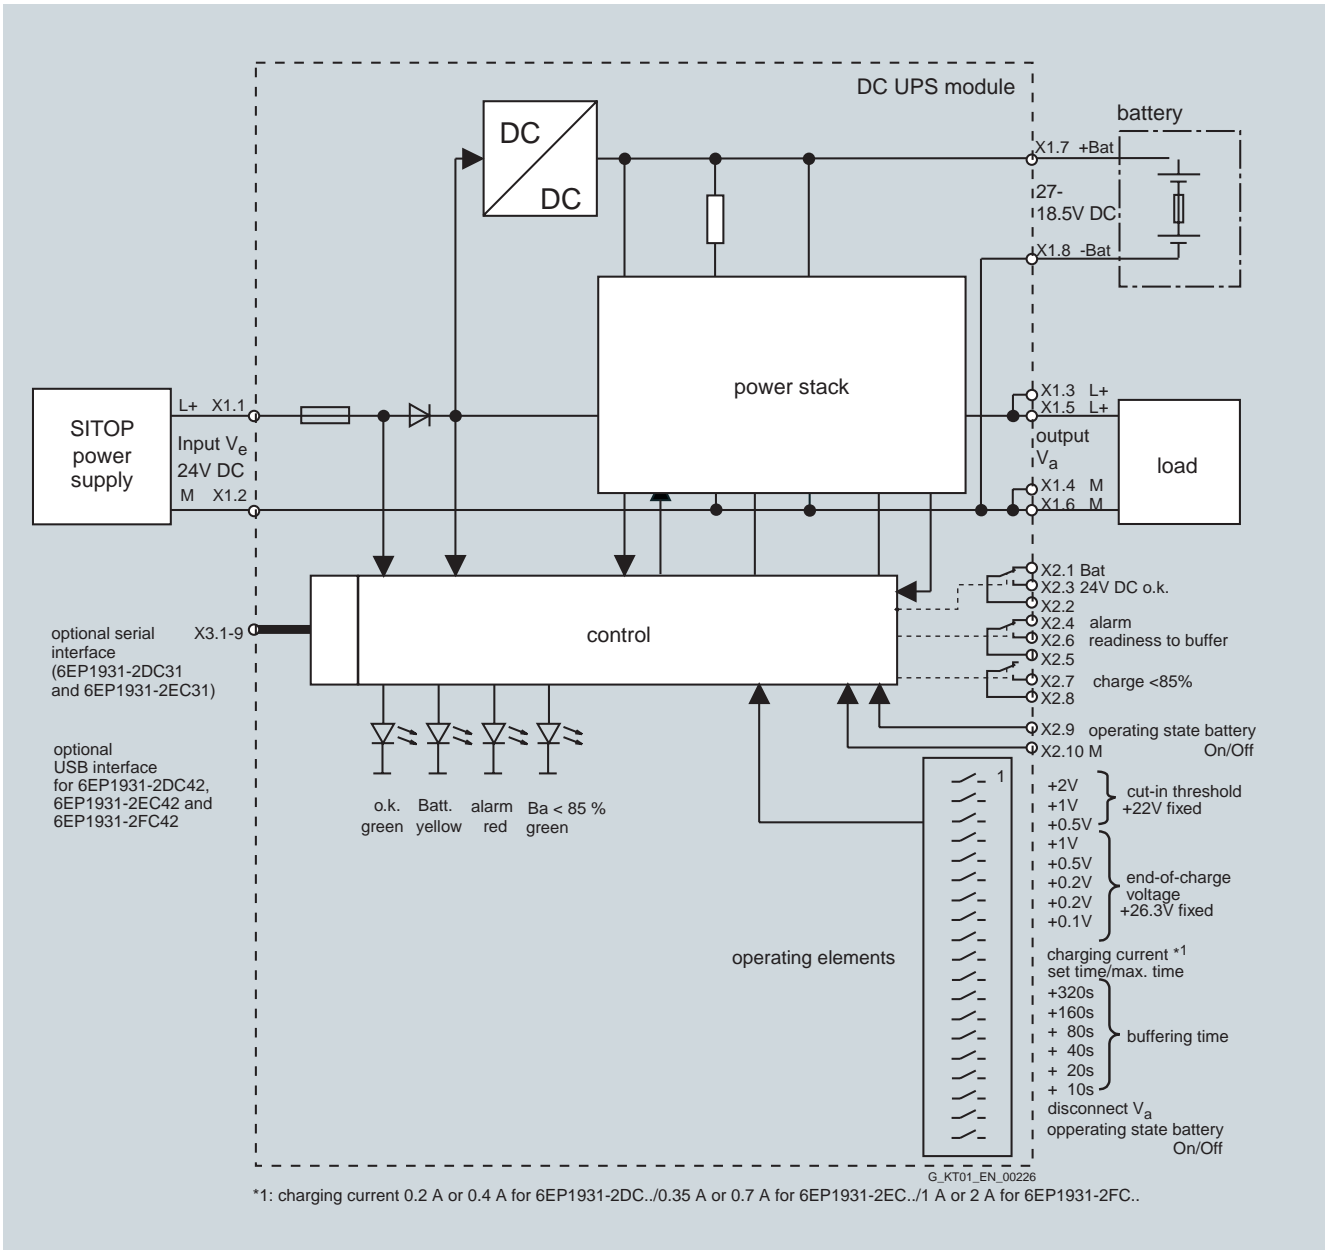 DC UPS module
battery
DC
DC
X1.7 +Bat
27-
18.5V DC
X1.8 -Bat
power stack
SITOP
power
supply
L+ X1.1
Input Ve
24V DC
M X1.2
X1.3 L+
X1.5 L+
output
Va
X1.4 M
X1.6 M
load
control
X2.1 Bat
X2.3 24V DC o.k.
X2.2
X2.4 alarm
X2.6 readiness to buffer
X2.5
X2.7 charge <85%
X2.8
X2.9 operating state battery
X2.10 M On/Off
optional serial
interface
(6EP1931-2DC31
and 6EP1931-2EC31)
X3.1-9
optional
USB interface
for 6EP1931-2DC42,
6EP1931-2EC42 and
6EP1931-2FC42
o.k.
green
Batt.
yellow
alarm
red
Ba < 85 %
green
operating elements
1
+2V
+1V
+0.5V
cut-in threshold
+22V fixed
+1V
+0.5V
+0.2V
+0.2V
+0.1V
end-of-charge
voltage
+26.3V fixed
charging current *1
set time/max. time
+320s
+160s
+ 80s
+ 40s
+ 20s
+ 10s
buffering time
disconnect Va
opperating state battery
On/Off
G_KT01_EN_00226
*1: charging current 0.2 A or 0.4 A for 6EP1931-2DC../0.35 A or 0.7 A for 6EP1931-2EC../1 A or 2 A for 6EP1931-2FC..